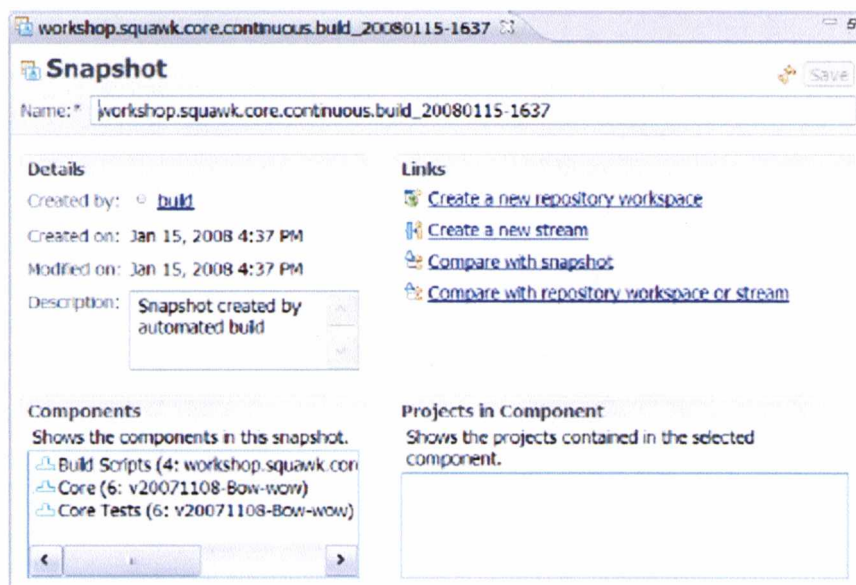 workshop.squawk.core.continuous.build_20080115-1637
Snapshot
Save
Name:* workshop.squawk.core.continuous.build_20080115-1637
Details
Created by: build
Created on: Jan 15, 2008 4:37 PM
Modified on: Jan 15, 2008 4:37 PM
Description: Snapshot created by
automated build
Links
Create a new repository workspace
Create a new stream
Compare with snapshot
Compare with repository workspace or stream
Components
Shows the components in this snapshot.
Build Scripts (4: workshop.squawk.con
Core (6: v20071108-Bow-wow)
Core Tests (6: v20071108-Bow-wow)
Projects in Component
Shows the projects contained in the selected
component.